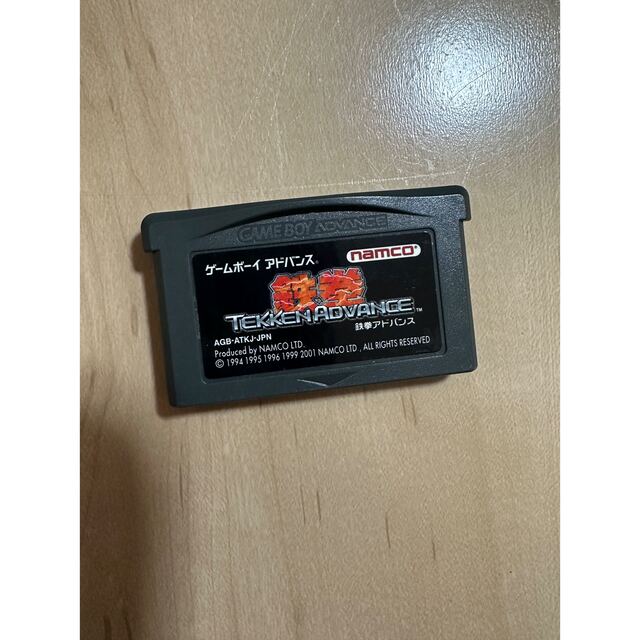 GAME BOY ADVANCE
ゲームボーイ アドバンス®
namco®
鉄拳
TEKKEN ADVANCE™
鉄拳アドバンス
AGB-ATKJ-JPN
Produced by NAMCO LTD.
© 1994 1995 1996 1999 2001 NAMCO LTD., ALL RIGHTS RESERVED